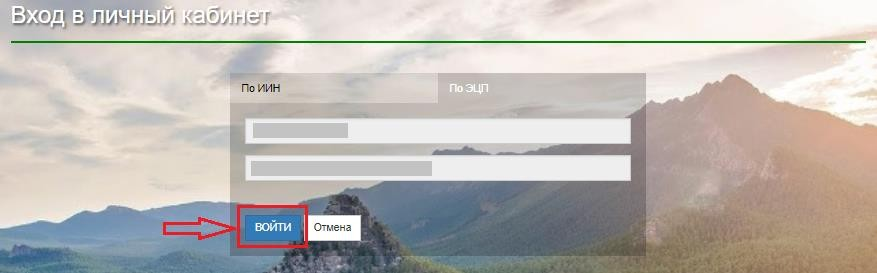 Вход в личный кабинет
По ИИН По ЭЦП
ВОЙТИ Отмена